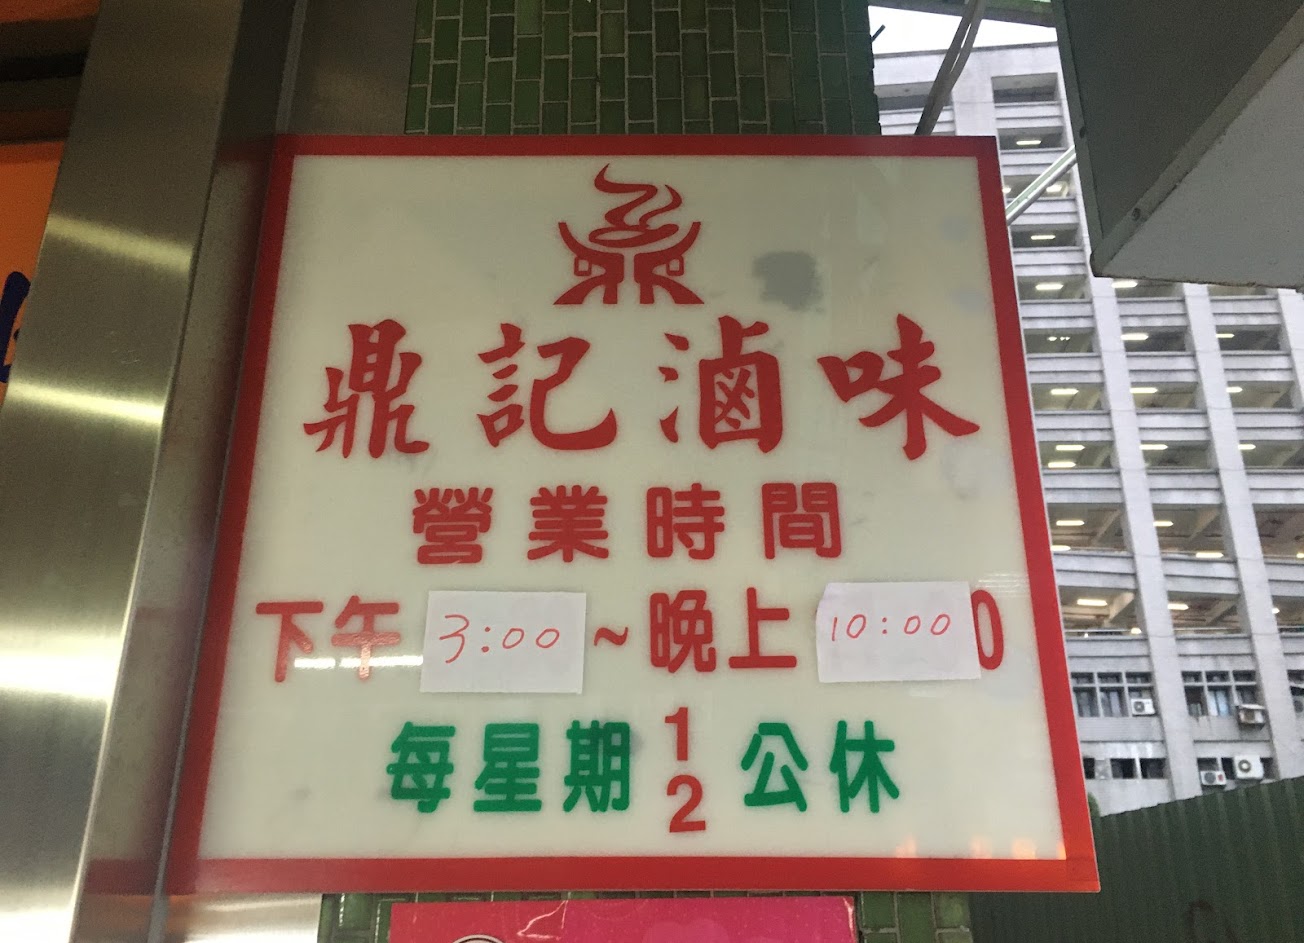 鼎記滷味
營業時間
下午 3:00 ~ 晚上 10:00 0
每星期 1 2 公休